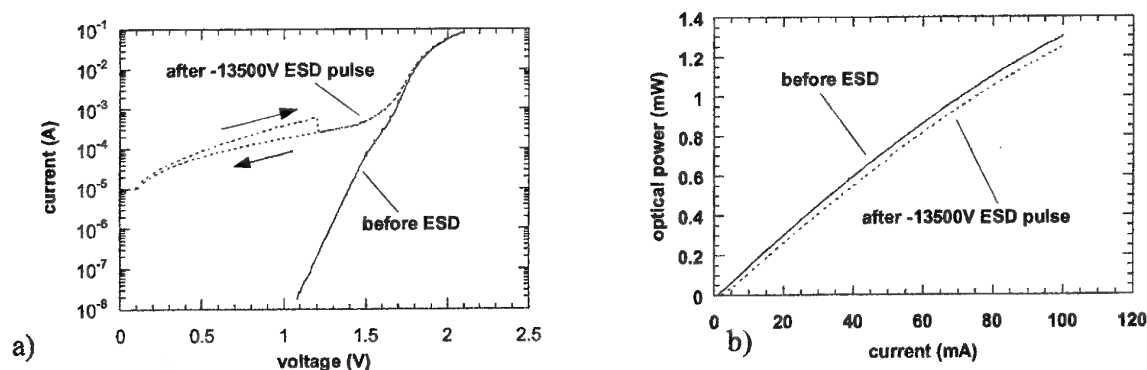 10⁻¹
10⁻²
10⁻³
10⁻⁴
10⁻⁵
10⁻⁶
10⁻⁷
10⁻⁸
current (A)
after -13500V ESD pulse
before ESD
0 0.5 1 1.5 2 2.5
voltage (V)
a)
1.4
1.2
1
0.8
0.6
0.4
0.2
0
optical power (mW)
before ESD
after -13500V ESD pulse
0 20 40 60 80 100 120
current (mA)
b)